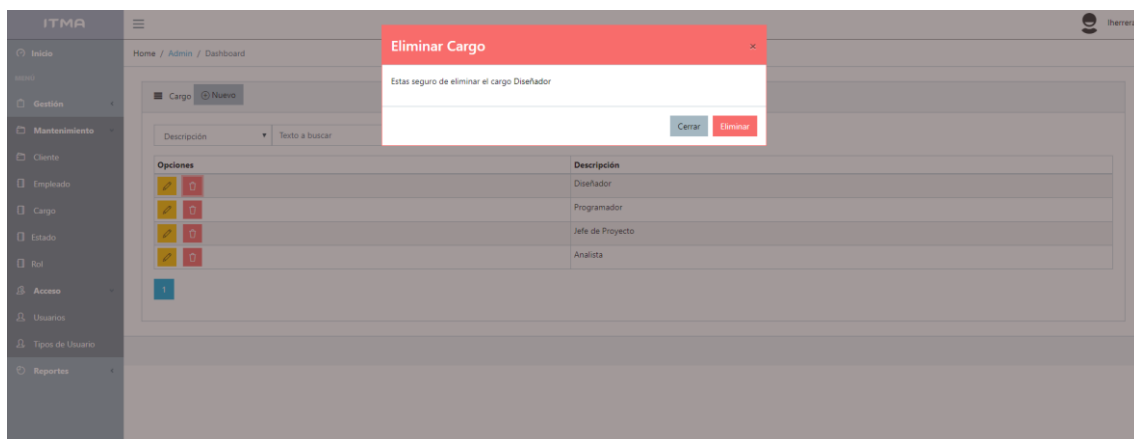 ITMA
lherrera
Inicio
Home / Admin / Dashboard
MENÚ
Gestión
Mantenimiento
Cliente
Empleado
Cargo
Estado
Rol
Acceso
Usuarios
Tipos de Usuario
Reportes
Cargo Nuevo
Descripción Texto a buscar
Opciones Descripción
Diseñador
Programador
Jefe de Proyecto
Analista
1
Eliminar Cargo ×
Estas seguro de eliminar el cargo Diseñador
Cerrar Eliminar